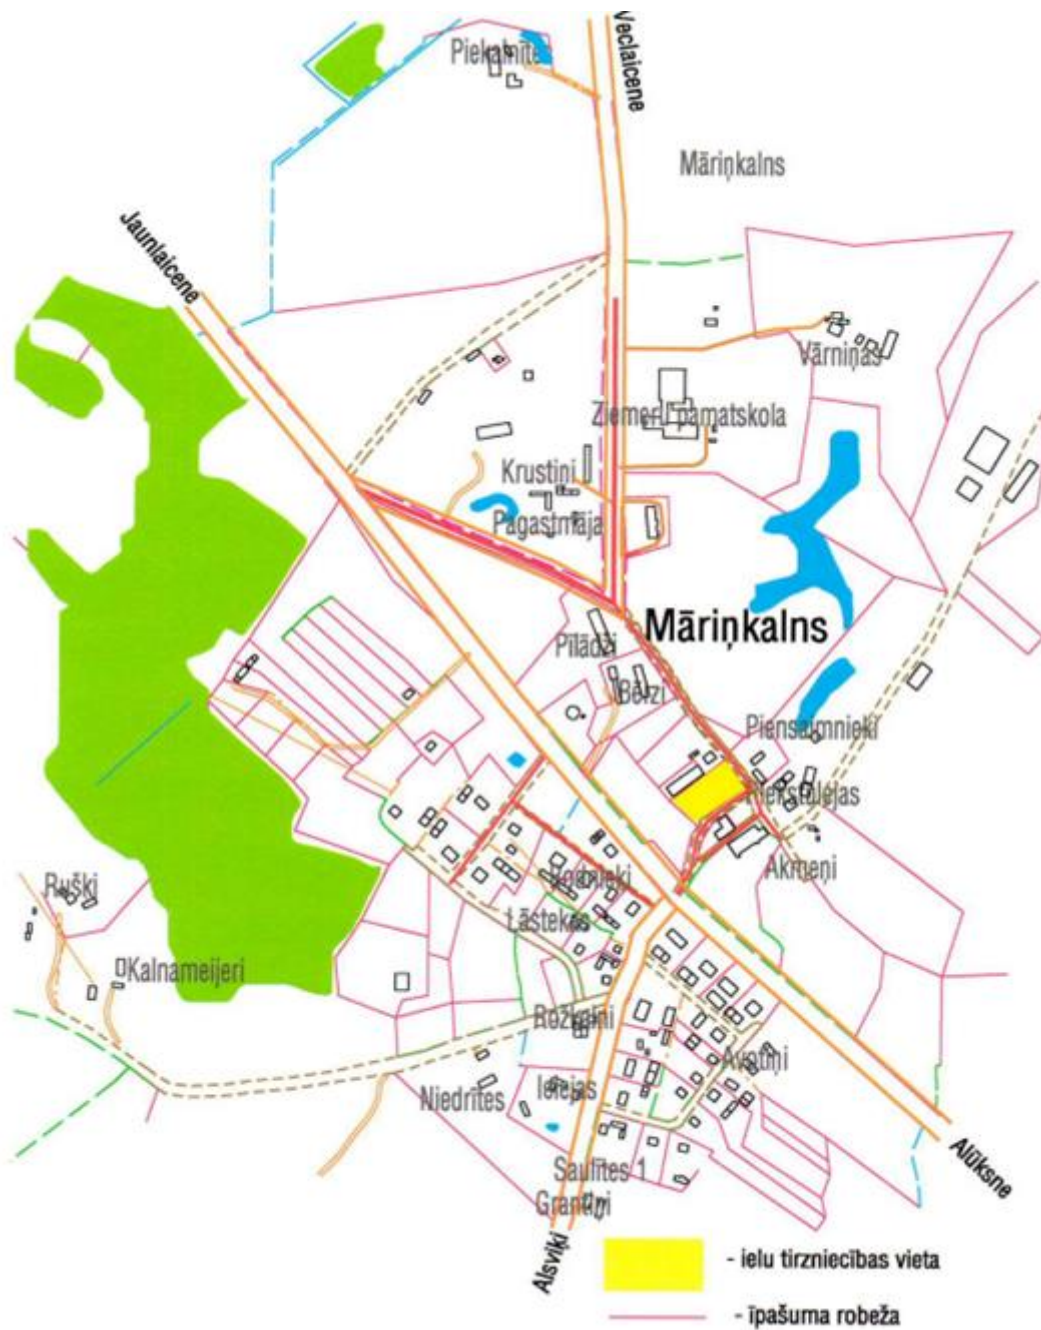 Veclaicene
Piekalnītes
Māriņkalns
Jaunlaicene
Vārniņas
Ziemeru pamatskola
Krustiņi
Pagastmāja
Māriņkalns
Pīlādži
Bērzi
Piensaimnieki
Akmeņi
Ruški
Lāstekas
Kalnameijeri
Rožkalni
Avotiņi
Niedrītes
Ielejas
Alūksne
Saulītes 1
Grantiņi
Alsviķi
- ielu tirzniecības vieta
- īpašuma robeža